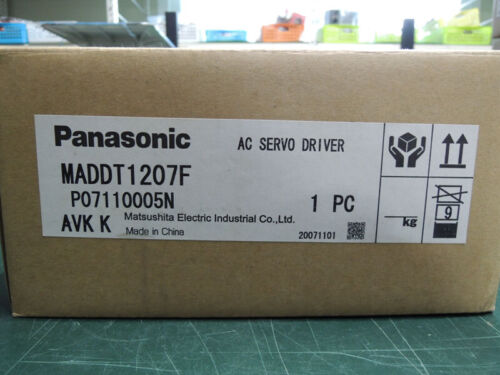 Panasonic AC SERVO DRIVER
MADDT1207F
P07110005N 1 PC
AVK K Matsushita Electric Industrial Co.,Ltd.
Made in China 20071101
kg
9